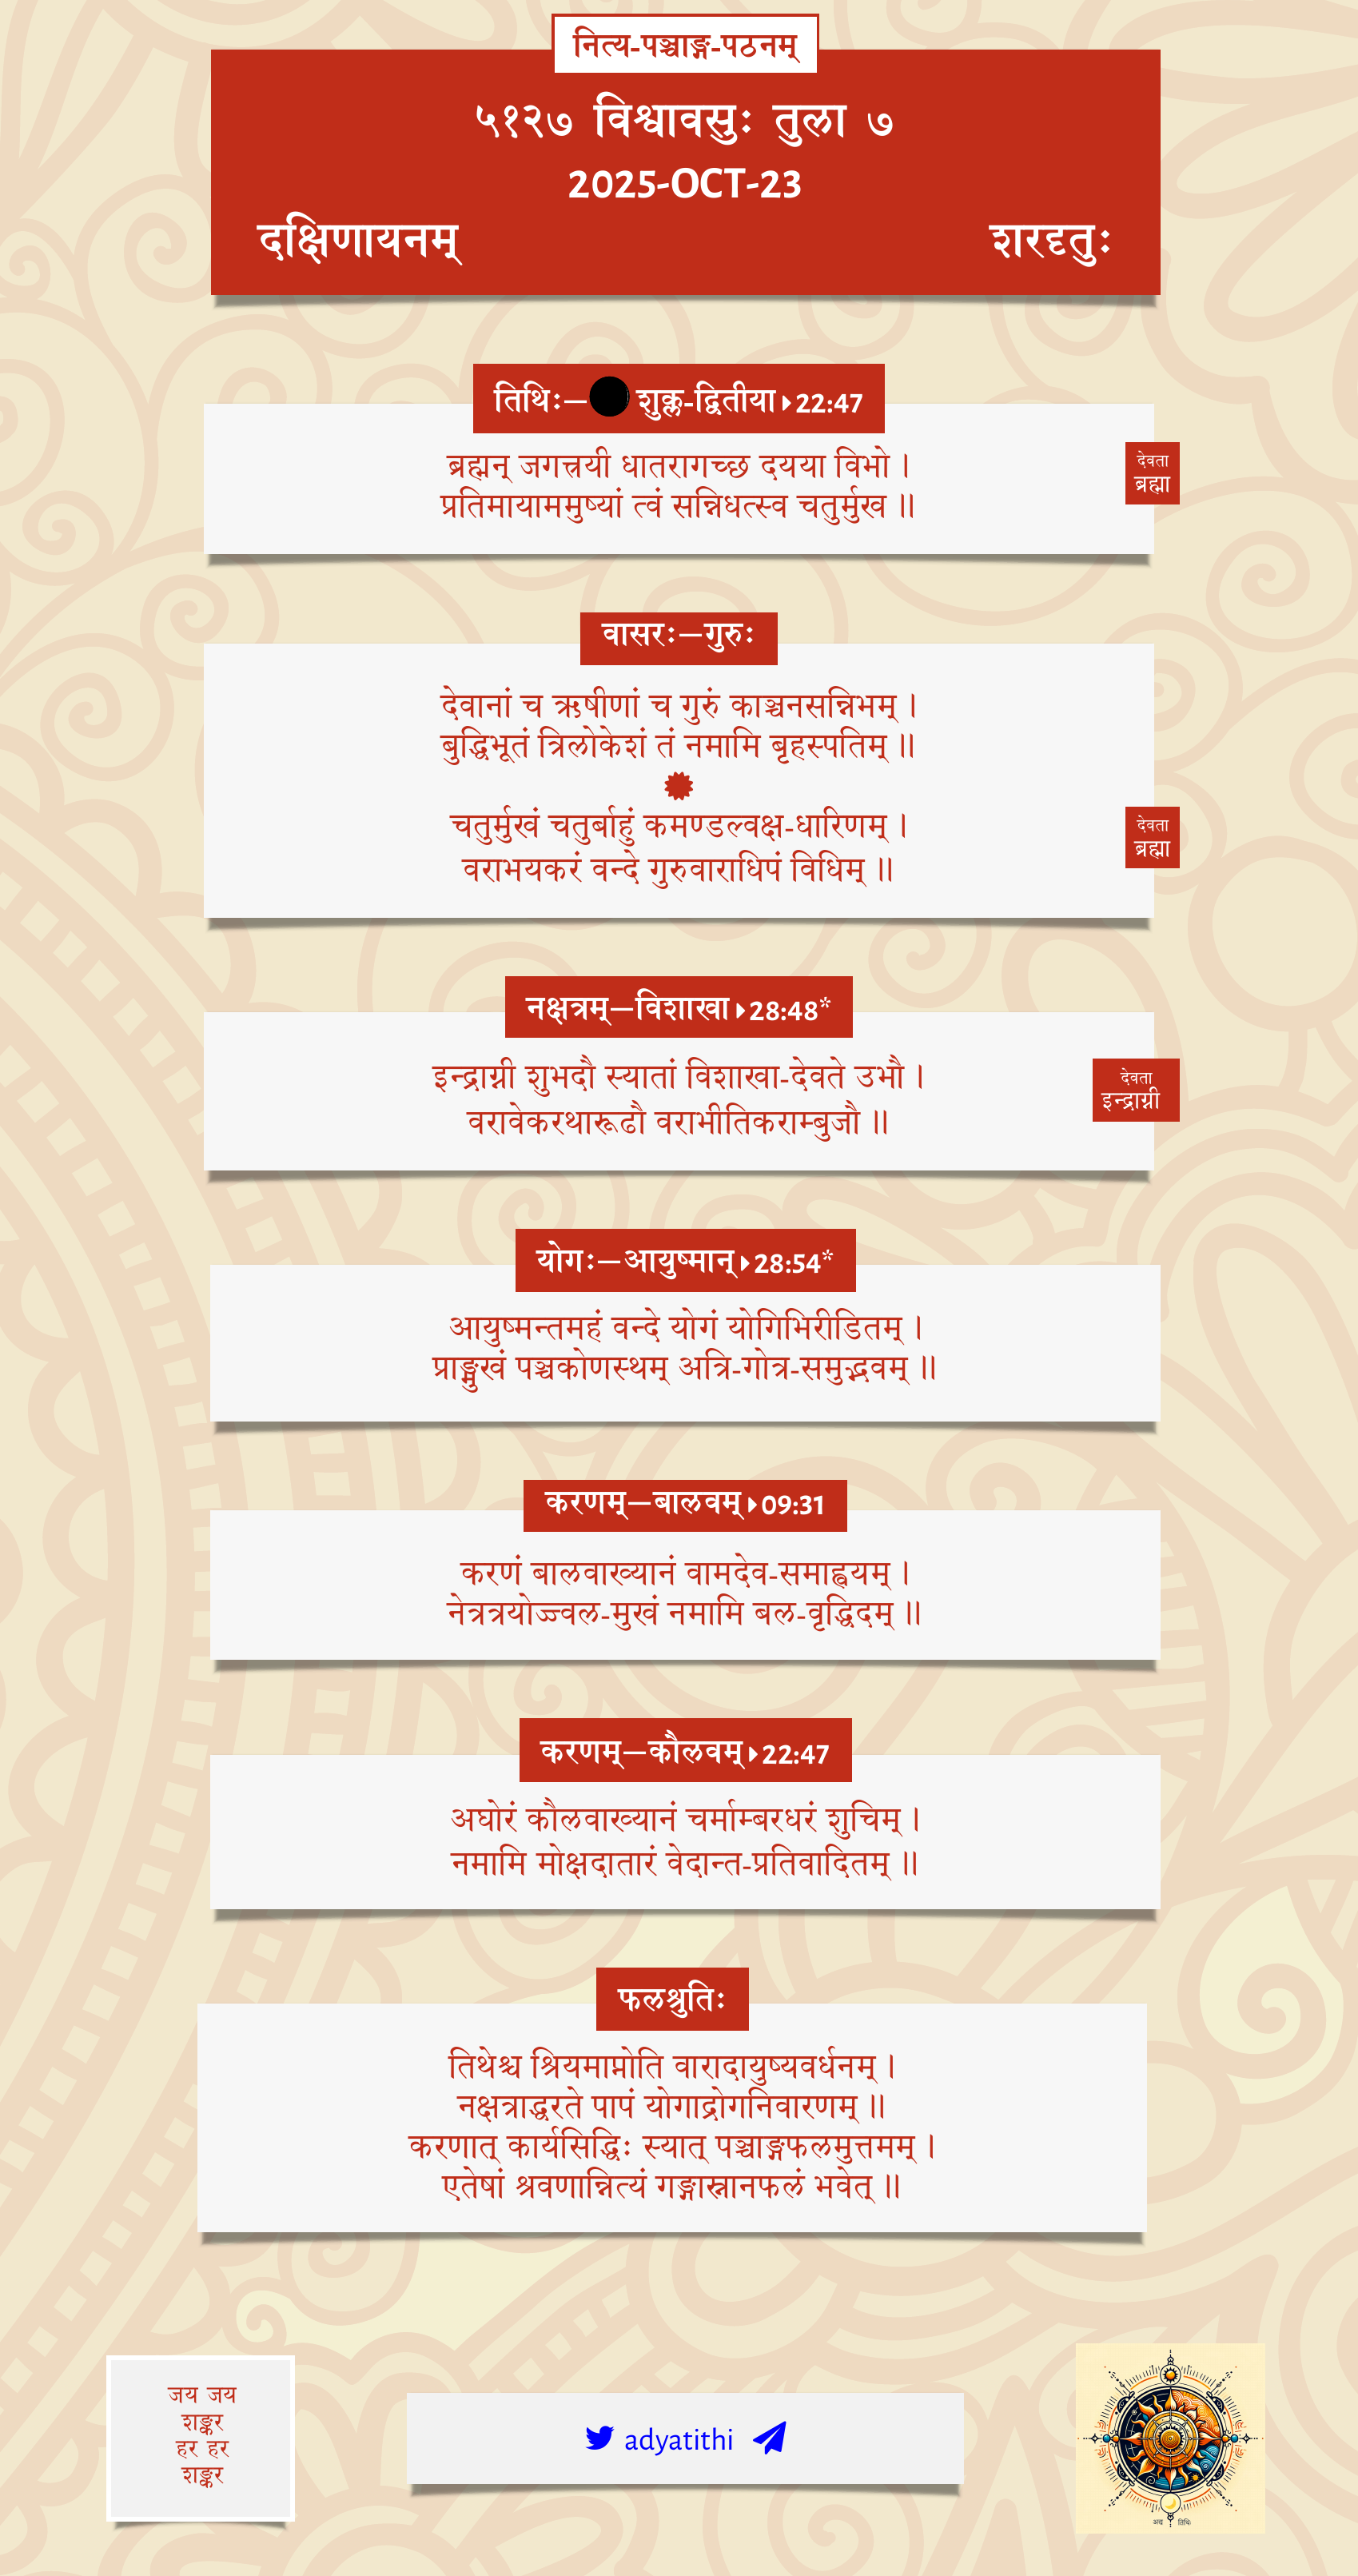 नित्य-पञ्चाङ्ग-पठनम्
५१२७ विश्वावसुः तुला ७
2025-OCT-23
दक्षिणायनम्
शरदृतुः
तिथिः—शुक्ल-द्वितीया▸22:47
ब्रह्मन् जगत्त्रयी धातरागच्छ दयया विभो ।
प्रतिमायाममुष्यां त्वं सन्निधत्स्व चतुर्मुख ॥
देवता
ब्रह्मा
वासरः—गुरुः
देवानां च ऋषीणां च गुरुं काञ्चनसन्निभम् ।
बुद्धिभूतं त्रिलोकेशं तं नमामि बृहस्पतिम् ॥
चतुर्मुखं चतुर्बाहुं कमण्डल्वक्ष-धारिणम् ।
वराभयकरं वन्दे गुरुवाराधिपं विधिम् ॥
देवता
ब्रह्मा
नक्षत्रम्—विशाखा▸28:48*
इन्द्राग्नी शुभदौ स्यातां विशाखा-देवते उभौ ।
वरावेकरथारूढौ वराभीतिकराम्बुजौ ॥
देवता
इन्द्राग्नी
योगः—आयुष्मान्▸28:54*
आयुष्मन्तमहं वन्दे योगं योगिभिरीडितम् ।
प्राङ्मुखं पञ्चकोणस्थम् अत्रि-गोत्र-समुद्भवम् ॥
करणम्—बालवम्▸09:31
करणं बालवाख्यानं वामदेव-समाह्वयम् ।
नेत्रत्रयोज्ज्वल-मुखं नमामि बल-वृद्धिदम् ॥
करणम्—कौलवम्▸22:47
अघोरं कौलवाख्यानं चर्माम्बरधरं शुचिम् ।
नमामि मोक्षदातारं वेदान्त-प्रतिवादितम् ॥
फलश्रुतिः
तिथेश्च श्रियमाप्नोति वारादायुष्यवर्धनम् ।
नक्षत्राद्धरते पापं योगाद्रोगनिवारणम् ॥
करणात् कार्यसिद्धिः स्यात् पञ्चाङ्गफलमुत्तमम् ।
एतेषां श्रवणान्नित्यं गङ्गास्नानफलं भवेत् ॥
जय जय
शङ्कर
हर हर
शङ्कर
adyatithi
अद्य तिथिः